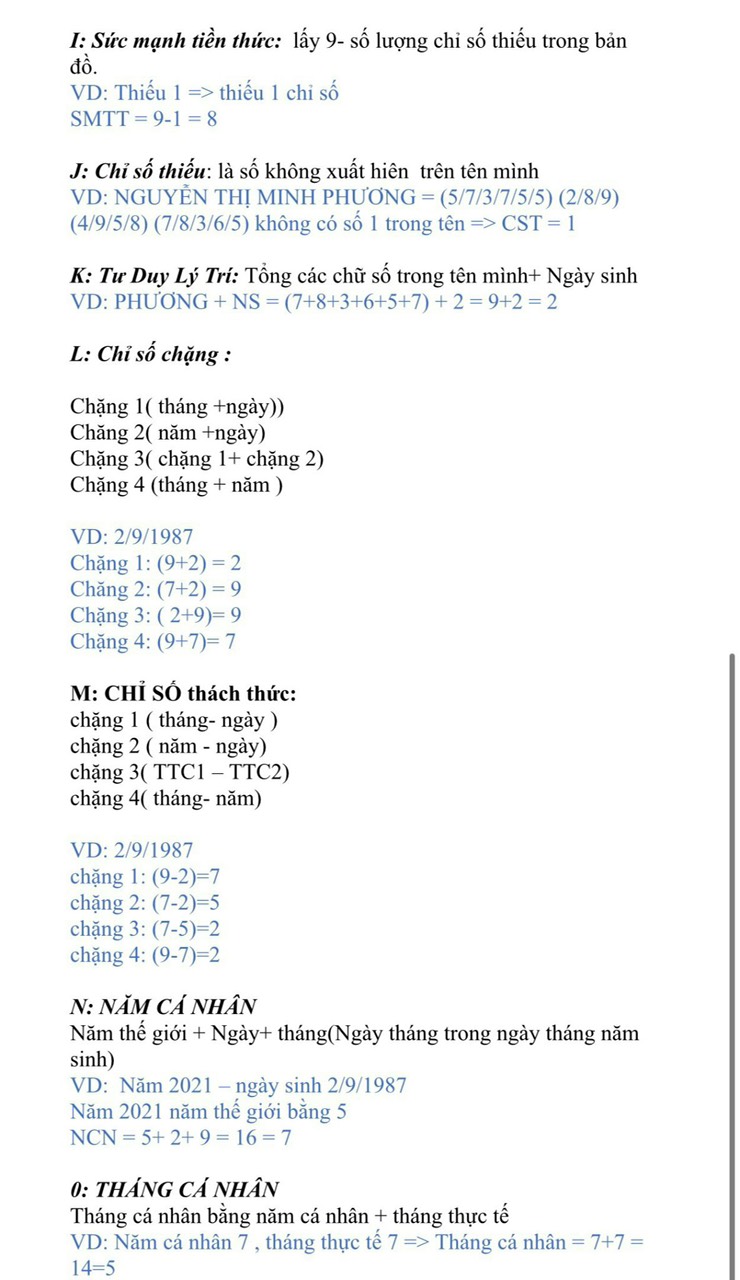 I: Sức mạnh tiền thức: lấy 9- số lượng chỉ số thiếu trong bản
đồ.
VD: Thiếu 1 => thiếu 1 chỉ số
SMTT = 9-1 = 8
J: Chỉ số thiếu: là số không xuất hiên trên tên mình
VD: NGUYỄN THỊ MINH PHƯƠNG = (5/7/3/7/5/5) (2/8/9)
(4/9/5/8) (7/8/3/6/5) không có số 1 trong tên => CST = 1
K: Tư Duy Lý Trí: Tổng các chữ số trong tên mình+ Ngày sinh
VD: PHƯƠNG + NS = (7+8+3+6+5+7) + 2 = 9+2 = 2
L: Chỉ số chặng :
Chặng 1( tháng +ngày))
Chăng 2( năm +ngày)
Chặng 3( chặng 1+ chặng 2)
Chặng 4 (tháng + năm )
VD: 2/9/1987
Chặng 1: (9+2) = 2
Chăng 2: (7+2) = 9
Chặng 3: ( 2+9)= 9
Chặng 4: (9+7)= 7
M: CHỈ SỐ thách thức:
chặng 1 ( tháng- ngày )
chặng 2 ( năm - ngày)
chặng 3( TTC1 – TTC2)
chặng 4( tháng- năm)
VD: 2/9/1987
chặng 1: (9-2)=7
chặng 2: (7-2)=5
chặng 3: (7-5)=2
chặng 4: (9-7)=2
N: NĂM CÁ NHÂN
Năm thế giới + Ngày+ tháng(Ngày tháng trong ngày tháng năm
sinh)
VD: Năm 2021 – ngày sinh 2/9/1987
Năm 2021 năm thế giới bằng 5
NCN = 5+ 2+ 9 = 16 = 7
0: THÁNG CÁ NHÂN
Tháng cá nhân bằng năm cá nhân + tháng thực tế
VD: Năm cá nhân 7 , tháng thực tế 7 => Tháng cá nhân = 7+7 =
14=5